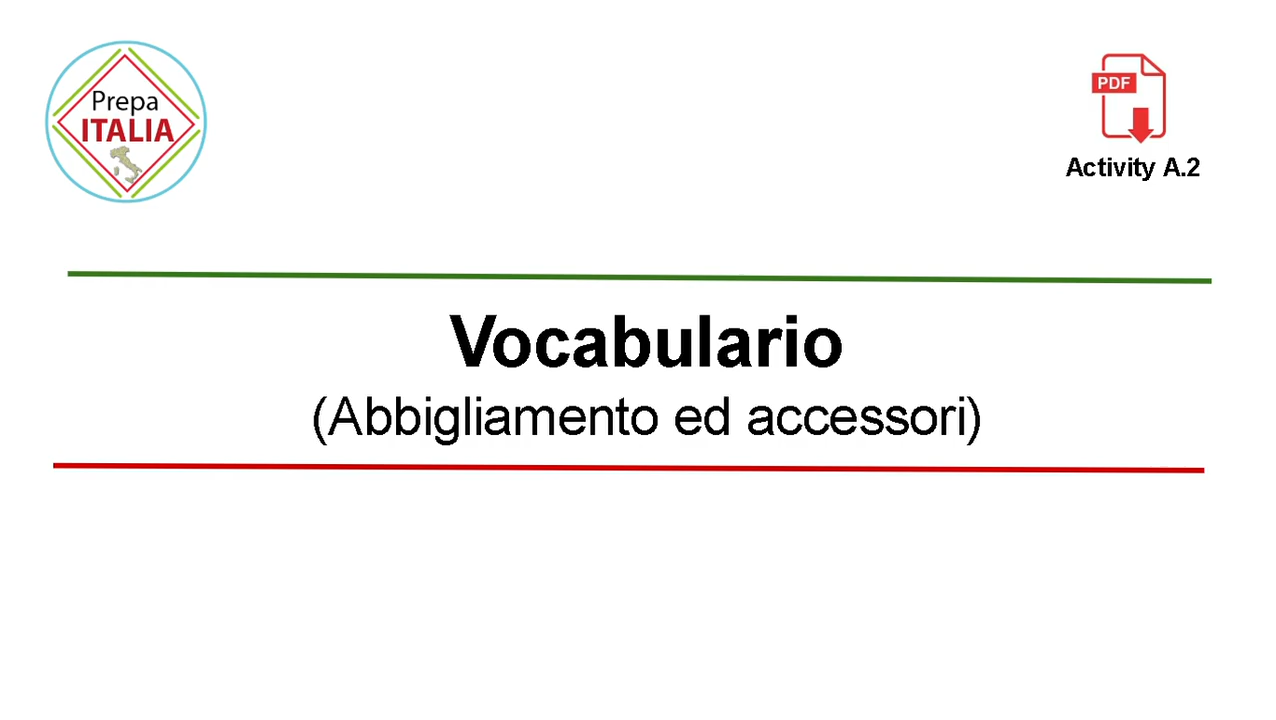 Prepa
ITALIA
PDF
Activity A.2
Vocabulario
(Abbigliamento ed accessori)